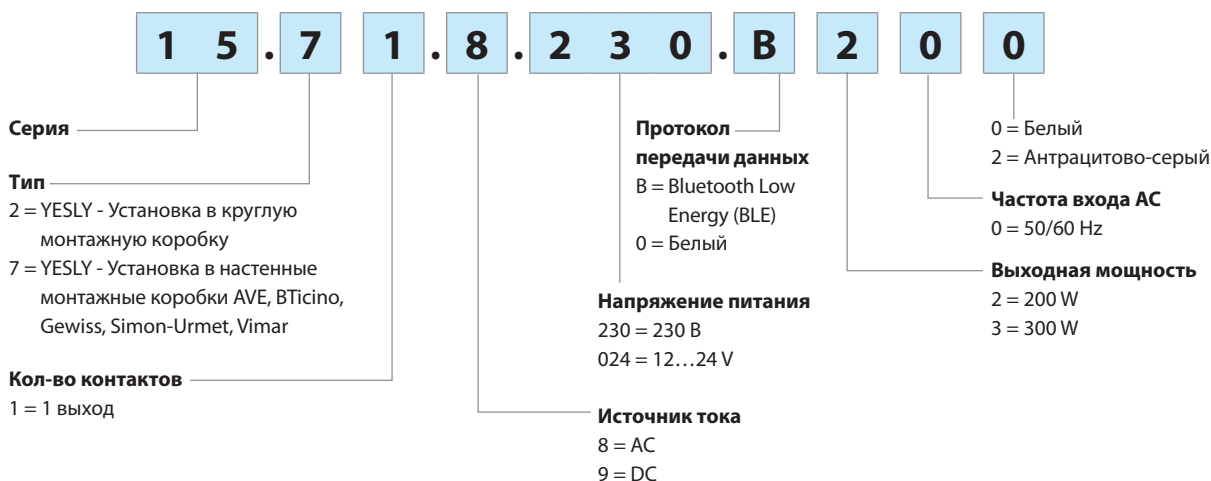 1 5 . 7 1 . 8 . 2 3 0 . B 2 0 0
Серия
Тип
2 = YESLY - Установка в круглую
монтажную коробку
7 = YESLY - Установка в настенные
монтажные коробки AVE, BTicino,
Gewiss, Simon-Urmet, Vimar
Кол-во контактов
1 = 1 выход
Протокол
передачи данных
B = Bluetooth Low
Energy (BLE)
0 = Белый
Напряжение питания
230 = 230 В
024 = 12…24 V
Источник тока
8 = AC
9 = DC
0 = Белый
2 = Антрацитово-серый
Частота входа AC
0 = 50/60 Hz
Выходная мощность
2 = 200 W
3 = 300 W